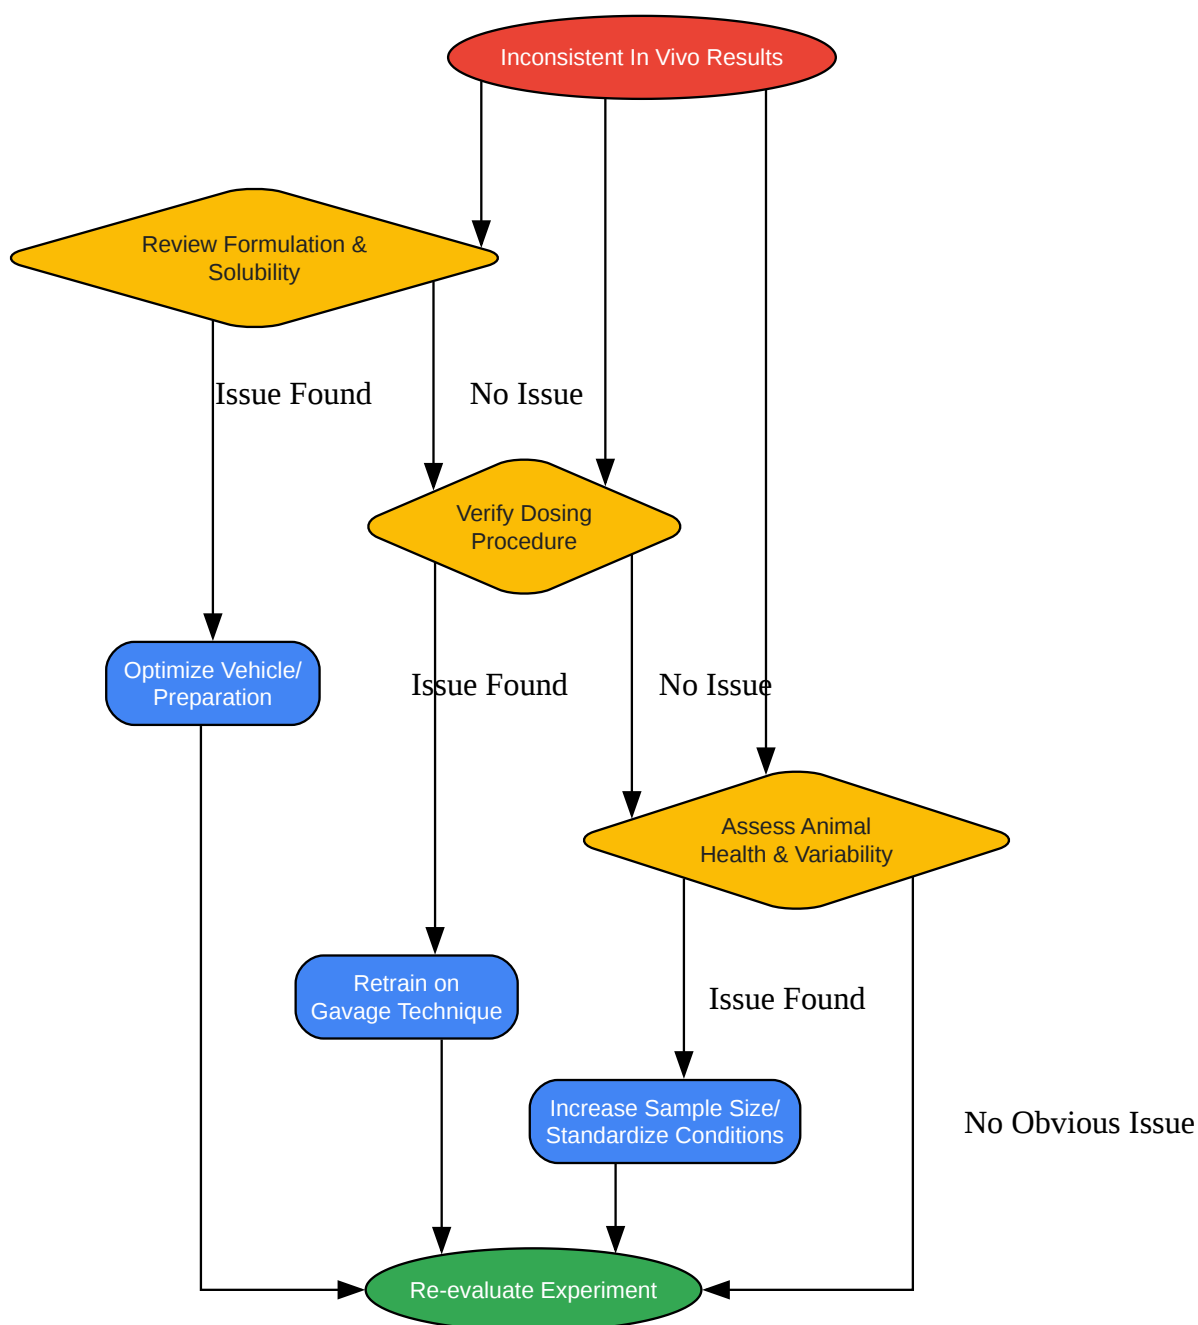 Inconsistent In Vivo Results
Review Formulation &
Solubility
Issue Found
No Issue
Verify Dosing
Procedure
Optimize Vehicle/
Preparation
Issue Found
No Issue
Assess Animal
Health & Variability
Retrain on
Gavage Technique
Issue Found
Increase Sample Size/
Standardize Conditions
No Obvious Issue
Re-evaluate Experiment